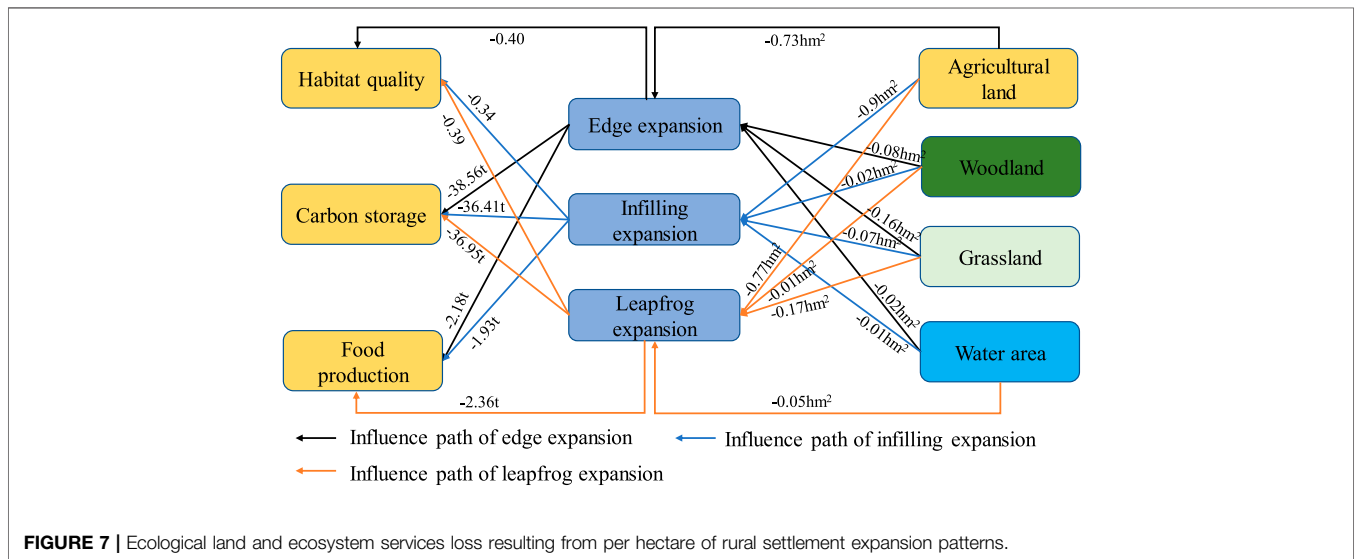 -0.40
-0.73hm²
Habitat quality
Agricultural
land
-0.34
-0.9hm²
Edge expansion
-0.39
-0.08hm²
Woodland
-0.02hm²
-38.56t
Carbon storage
-36.41t
Infilling
expansion
-0.16hm²
-0.07hm²
Grassland
-36.95t
-0.77hm²
-0.01hm²
-0.17hm²
-2.18t
Leapfrog
expansion
-0.02hm²
-0.01hm²
-1.93t
Food
production
Water area
-2.36t
-0.05hm²
Influence path of edge expansion
Influence path of infilling expansion
Influence path of leapfrog expansion
FIGURE 7 | Ecological land and ecosystem services loss resulting from per hectare of rural settlement expansion patterns.